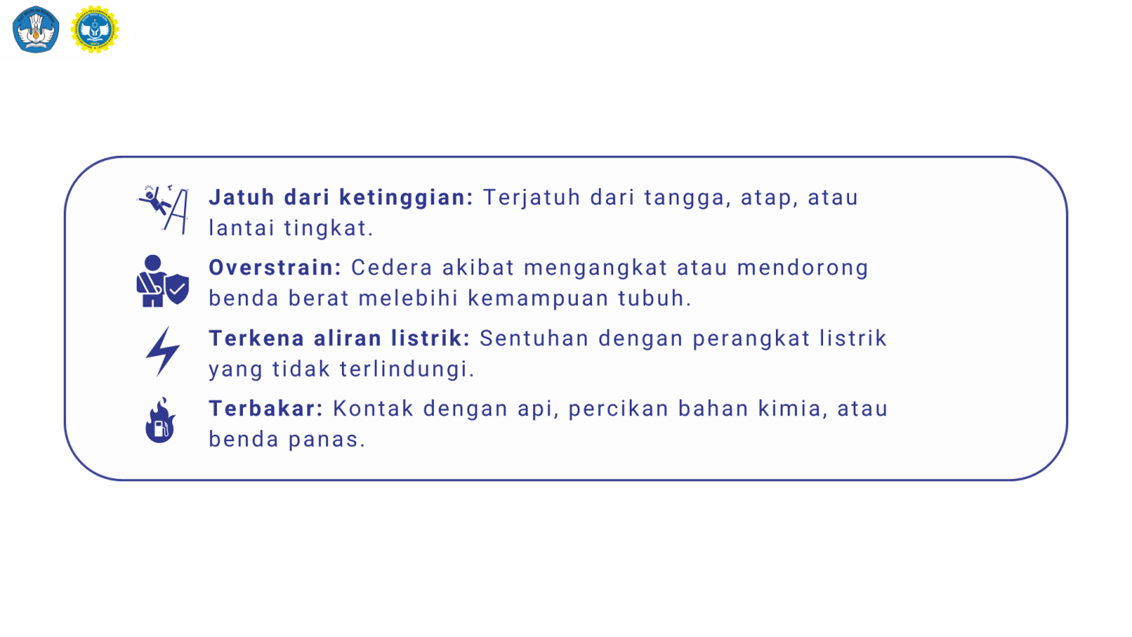 Jatuh dari ketinggian: Terjatuh dari tangga, atap, atau
lantai tingkat.
Overstrain: Cedera akibat mengangkat atau mendorong
benda berat melebihi kemampuan tubuh.
Terkena aliran listrik: Sentuhan dengan perangkat listrik
yang tidak terlindungi.
Terbakar: Kontak dengan api, percikan bahan kimia, atau
benda panas.